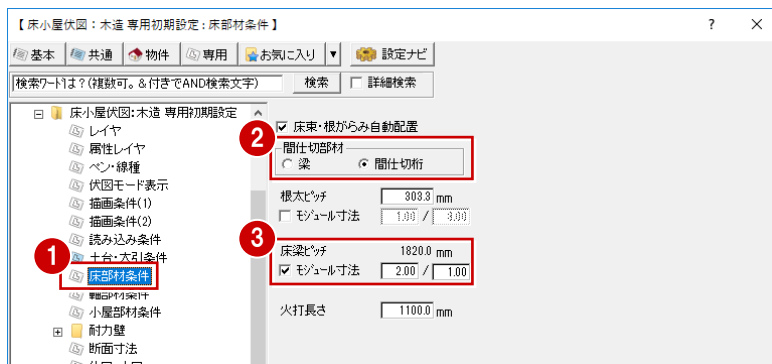 【床小屋伏図：木造 専用初期設定：床部材条件】 ? ×
基本 共通 物件 専用 お気に入り ▼ 設定ナビ
検索ワードは？(複数可。＆付きでAND検索文字) 検索 詳細検索
床小屋伏図:木造 専用初期設定
レイヤ
属性レイヤ
ペン・線種
伏図モード表示
描画条件(1)
描画条件(2)
読み込み条件
土台・大引条件
1
床部材条件
軸部材条件
小屋部材条件
耐力壁
断面寸法
床束・根がらみ自動配置
2
間仕切部材
梁 間仕切桁
根太ピッチ 303.3 mm
モジュール寸法 1.00 / 3.00
3
床梁ピッチ 1820.0 mm
モジュール寸法 2.00 / 1.00
火打長さ 1100.0 mm